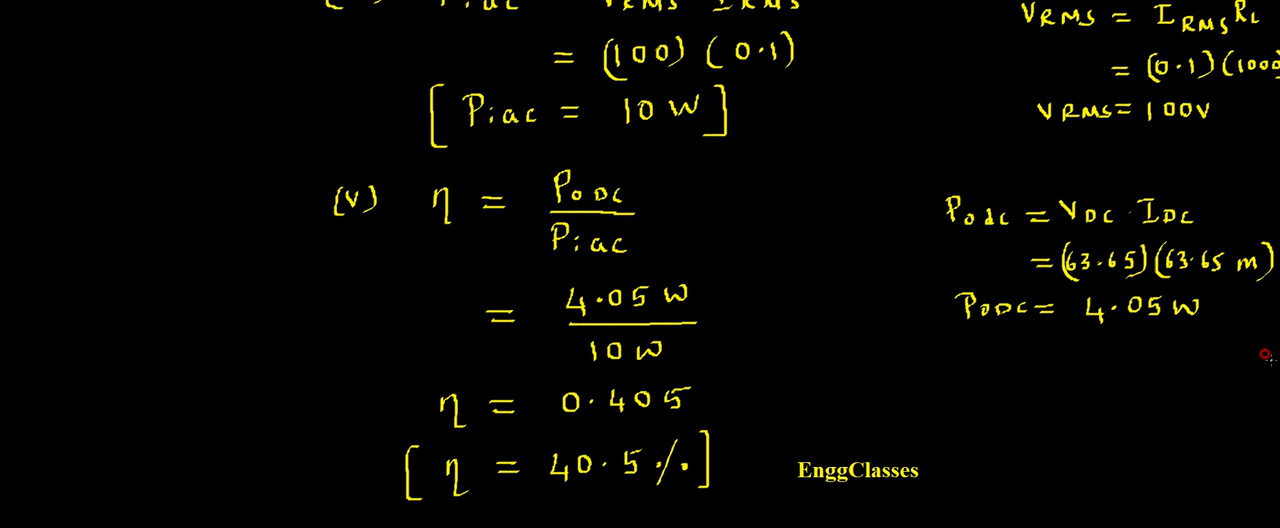 = (100) (0.1)
[ Piac = 10 W ]
(V) η = PODC / Piac
= 4.05 W / 10 W
η = 0.405
[ η = 40.5 % ]
VRMS = IRMS RL
= (0.1) (1000
VRMS = 100V
Podc = VDC . IDC
= (63.65) (63.65 m)
PODC = 4.05 W
EnggClasses